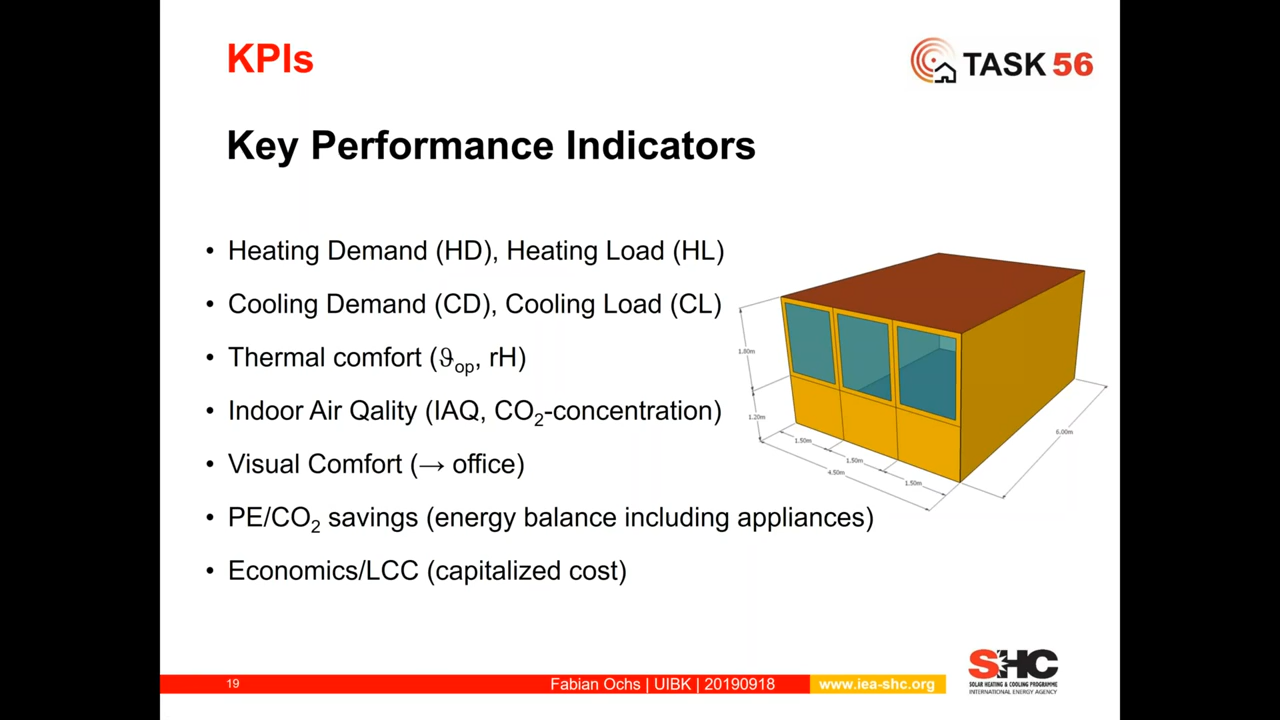 KPIs
TASK 56
Key Performance Indicators
• Heating Demand (HD), Heating Load (HL)
• Cooling Demand (CD), Cooling Load (CL)
• Thermal comfort (ϑop, rH)
• Indoor Air Qality (IAQ, CO2-concentration)
• Visual Comfort (→ office)
• PE/CO2 savings (energy balance including appliances)
• Economics/LCC (capitalized cost)
1.80m
1.20m
1.50m
1.50m
1.50m
4.50m
6.00m
19
Fabian Ochs | UIBK | 20190918
www.iea-shc.org
SHC
SOLAR HEATING & COOLING PROGRAMME
INTERNATIONAL ENERGY AGENCY